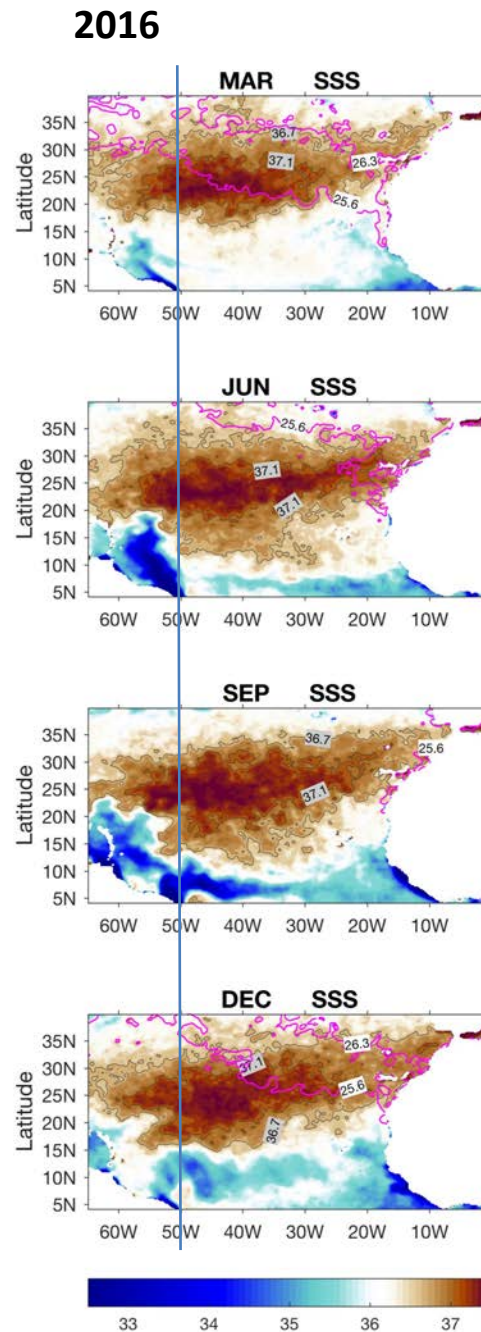 2016
MAR SSS
35N
30N
25N
20N
15N
10N
5N
Latitude
36.7
37.1
26.3
25.6
60W 50W 40W 30W 20W 10W
JUN SSS
35N
30N
25N
20N
15N
10N
5N
Latitude
25.6
37.1
37.1
60W 50W 40W 30W 20W 10W
SEP SSS
35N
30N
25N
20N
15N
10N
5N
Latitude
36.7
25.6
37.1
60W 50W 40W 30W 20W 10W
DEC SSS
35N
30N
25N
20N
15N
10N
5N
Latitude
26.3
37.1
25.6
36.7
60W 50W 40W 30W 20W 10W
33 34 35 36 37